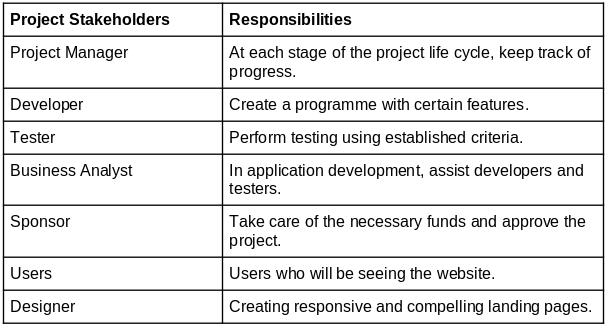 Project Stakeholders Responsibilities
Project Manager At each stage of the project life cycle, keep track of
progress.
Developer Create a programme with certain features.
Tester Perform testing using established criteria.
Business Analyst In application development, assist developers and
testers.
Sponsor Take care of the necessary funds and approve the
project.
Users Users who will be seeing the website.
Designer Creating responsive and compelling landing pages.